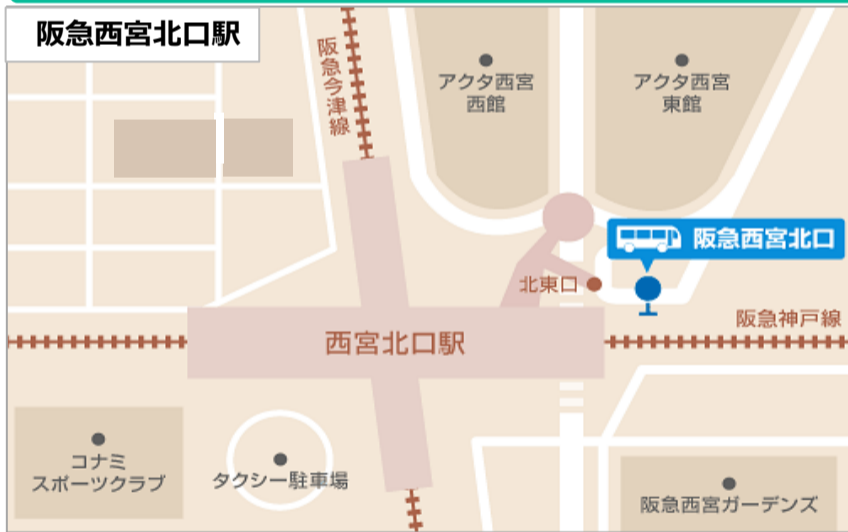 阪急西宮北口駅
阪急今津線
アクタ西宮
西館
アクタ西宮
東館
阪急西宮北口
北東口
阪急神戸線
西宮北口駅
コナミ
スポーツクラブ
タクシー駐車場
阪急西宮ガーデンズ